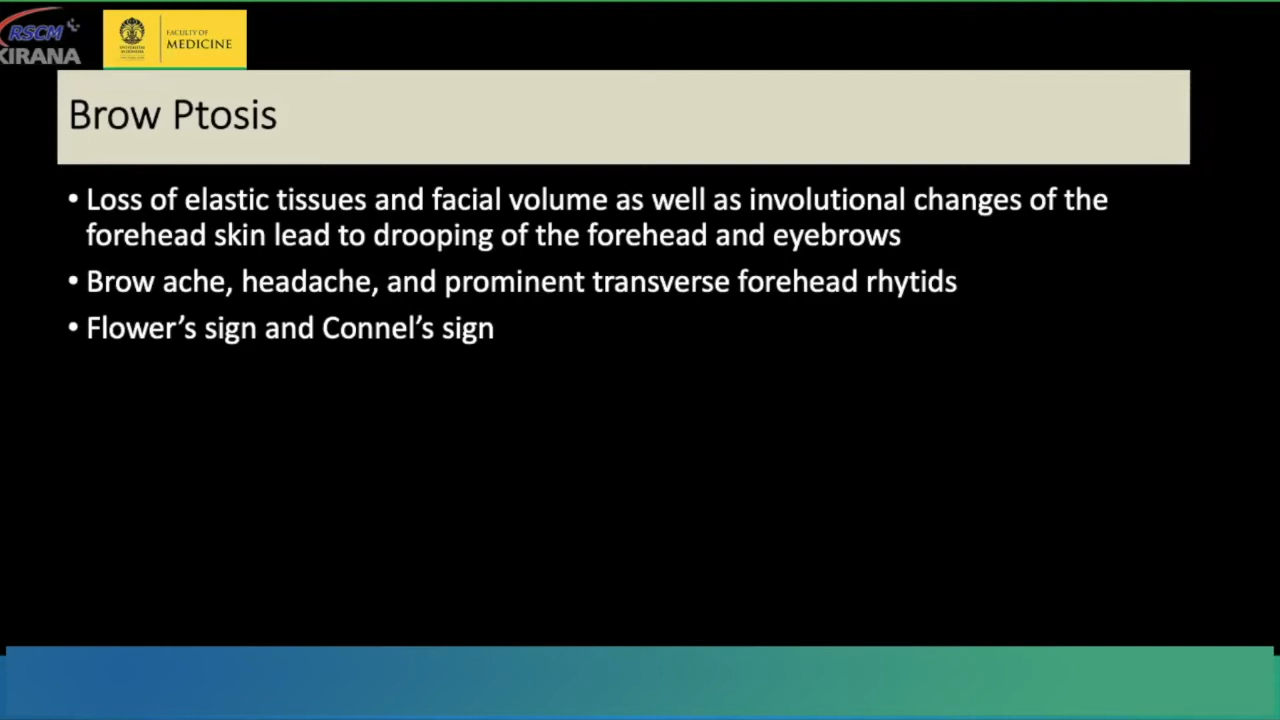 RSCM
KIRANA
FACULTY OF
MEDICINE
UNIVERSITAS
INDONESIA
Brow Ptosis
• Loss of elastic tissues and facial volume as well as involutional changes of the
forehead skin lead to drooping of the forehead and eyebrows
• Brow ache, headache, and prominent transverse forehead rhytids
• Flower’s sign and Connel’s sign